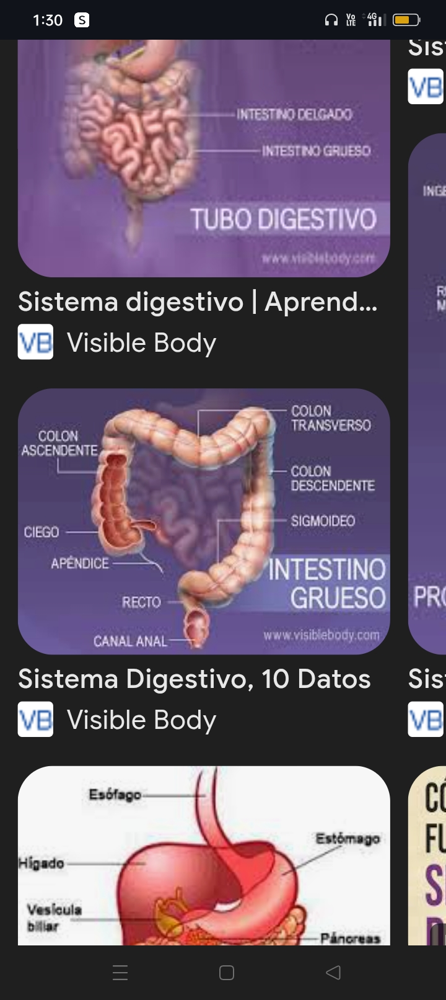 1:30 S
Vo LTE 4G
INTESTINO DELGADO
INTESTINO GRUESO
TUBO DIGESTIVO
www.visiblebody.com
Sistema digestivo | Aprend...
VB Visible Body
COLON
TRANSVERSO
COLON
ASCENDENTE
COLON
DESCENDENTE
SIGMOIDEO
CIEGO
APÉNDICE
INTESTINO
GRUESO
RECTO
CANAL ANAL
www.visiblebody.com
Sistema Digestivo, 10 Datos
VB Visible Body
Esófago
Estómago
Hígado
Vesícula
biliar
Páncreas
Sis
VB
INGE
PRO
Sis
VB
CÓ
FU